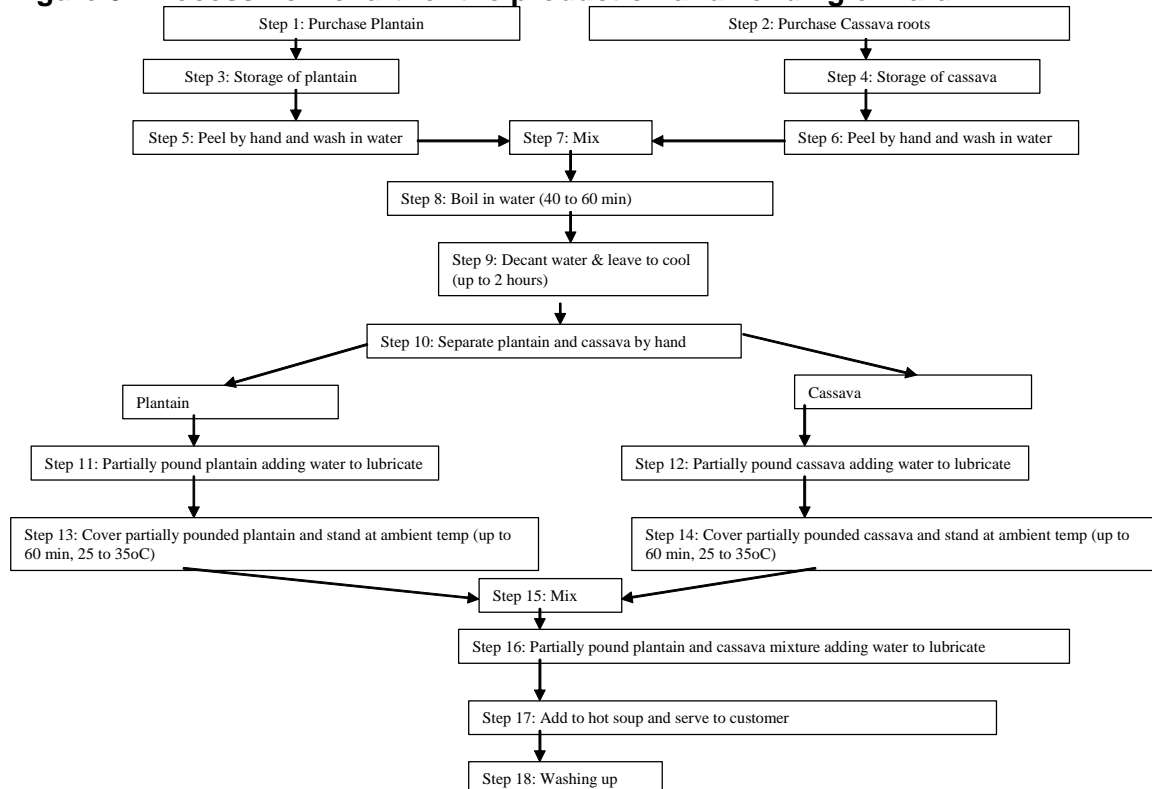 Step 1: Purchase Plantain
Step 2: Purchase Cassava roots
Step 3: Storage of plantain
Step 4: Storage of cassava
Step 5: Peel by hand and wash in water
Step 7: Mix
Step 6: Peel by hand and wash in water
Step 8: Boil in water (40 to 60 min)
Step 9: Decant water & leave to cool
(up to 2 hours)
Step 10: Separate plantain and cassava by hand
Plantain
Cassava
Step 11: Partially pound plantain adding water to lubricate
Step 12: Partially pound cassava adding water to lubricate
Step 13: Cover partially pounded plantain and stand at ambient temp (up to
60 min, 25 to 35oC)
Step 14: Cover partially pounded cassava and stand at ambient temp (up to
60 min, 25 to 35oC)
Step 15: Mix
Step 16: Partially pound plantain and cassava mixture adding water to lubricate
Step 17: Add to hot soup and serve to customer
Step 18: Washing up